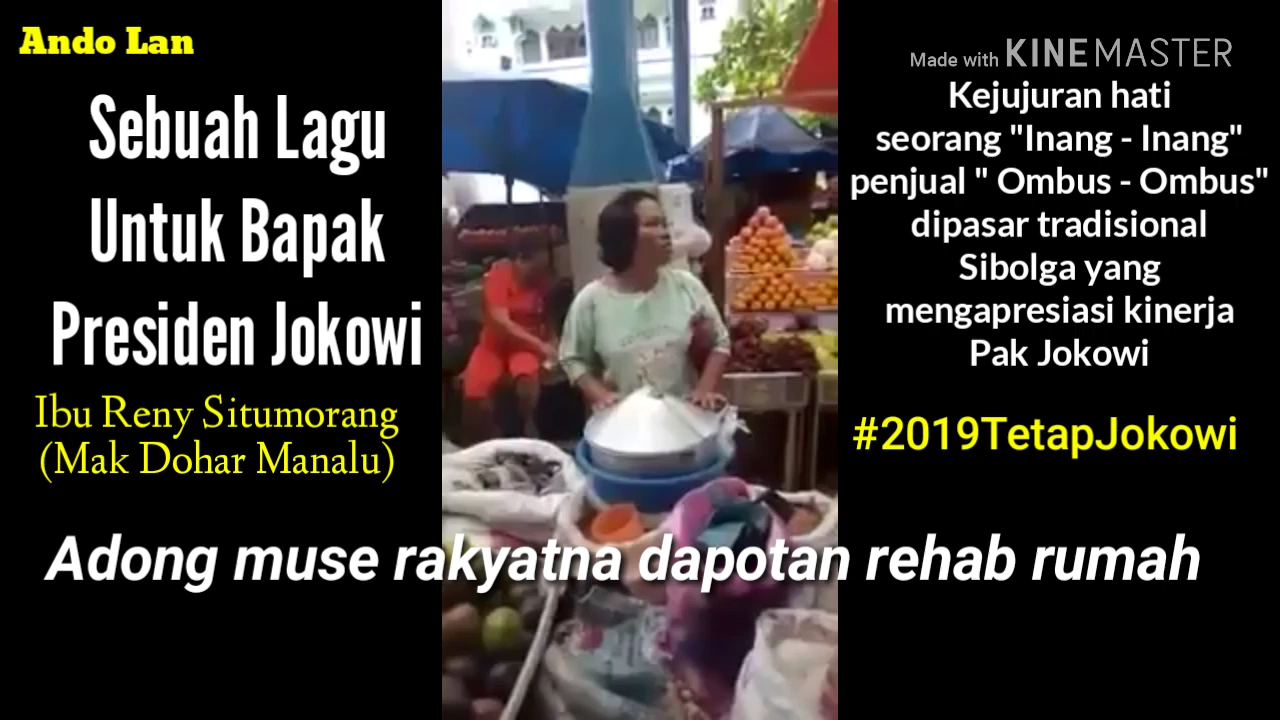 Ando Lan
Sebuah Lagu
Untuk Bapak
Presiden Jokowi
Ibu Reny Situmorang
(Mak Dohar Manalu)
Made with KINEMASTER
Kejujuran hati
seorang "Inang - Inang"
penjual " Ombus - Ombus"
dipasar tradisional
Sibolga yang
mengapresiasi kinerja
Pak Jokowi
#2019TetapJokowi
Adong muse rakyatna dapotan rehab rumah